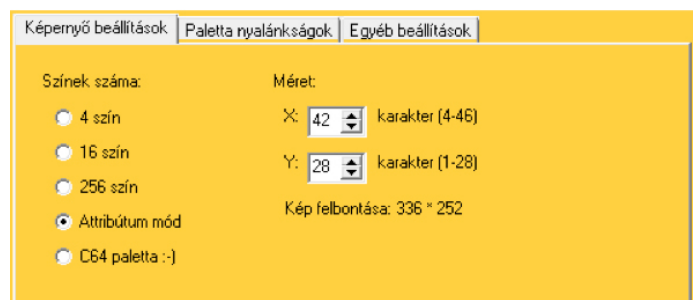 Képernyő beállítások Paletta nyalánkságok Egyéb beállítások
Színek száma: Méret:
4 szín X: 42 karakter (4-46)
16 szín Y: 28 karakter (1-28)
256 szín
Kép felbontása: 336 * 252
Attribútum mód
C64 paletta :-)